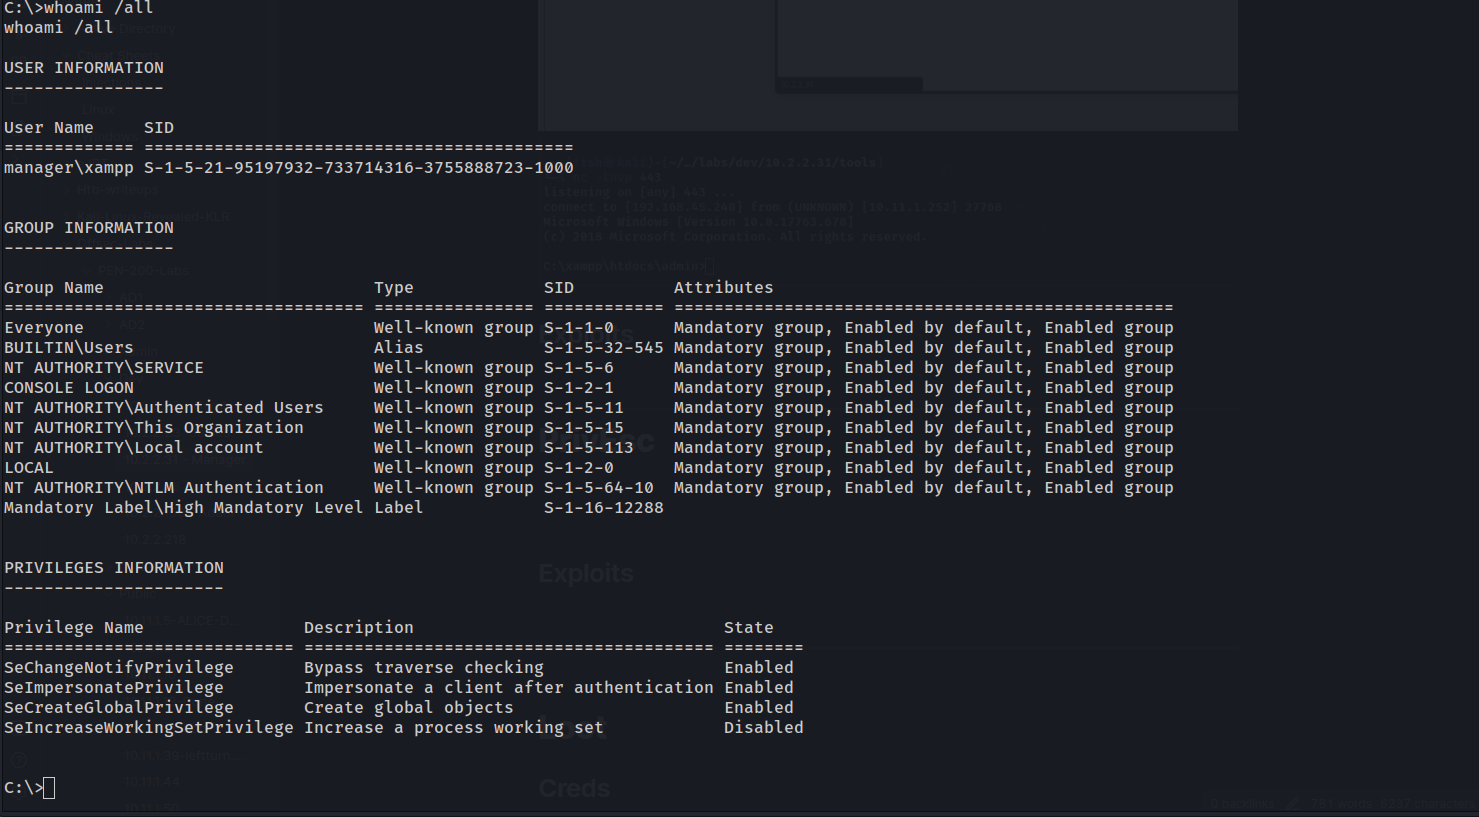 C:\>whoami /all
whoami /all
USER INFORMATION
----------------
User Name     SID
============= ===========================================
manager\xampp S-1-5-21-95197932-733714316-3755888723-1000
GROUP INFORMATION
-----------------
Group Name                           Type             SID          Attributes
==================================== ================ ============ ==================================================
Everyone                             Well-known group S-1-1-0      Mandatory group, Enabled by default, Enabled group
BUILTIN\Users                        Alias            S-1-5-32-545 Mandatory group, Enabled by default, Enabled group
NT AUTHORITY\SERVICE                 Well-known group S-1-5-6      Mandatory group, Enabled by default, Enabled group
CONSOLE LOGON                        Well-known group S-1-2-1      Mandatory group, Enabled by default, Enabled group
NT AUTHORITY\Authenticated Users     Well-known group S-1-5-11     Mandatory group, Enabled by default, Enabled group
NT AUTHORITY\This Organization       Well-known group S-1-5-15     Mandatory group, Enabled by default, Enabled group
NT AUTHORITY\Local account           Well-known group S-1-5-113    Mandatory group, Enabled by default, Enabled group
LOCAL                                Well-known group S-1-2-0      Mandatory group, Enabled by default, Enabled group
NT AUTHORITY\NTLM Authentication     Well-known group S-1-5-64-10  Mandatory group, Enabled by default, Enabled group
Mandatory Label\High Mandatory Level Label            S-1-16-12288
PRIVILEGES INFORMATION
----------------------
Privilege Name                Description                               State
============================= ========================================= ========
SeChangeNotifyPrivilege       Bypass traverse checking                  Enabled
SeImpersonatePrivilege        Impersonate a client after authentication Enabled
SeCreateGlobalPrivilege       Create global objects                     Enabled
SeIncreaseWorkingSetPrivilege Increase a process working set            Disabled
C:\>
Exploits
Exploits
Creds